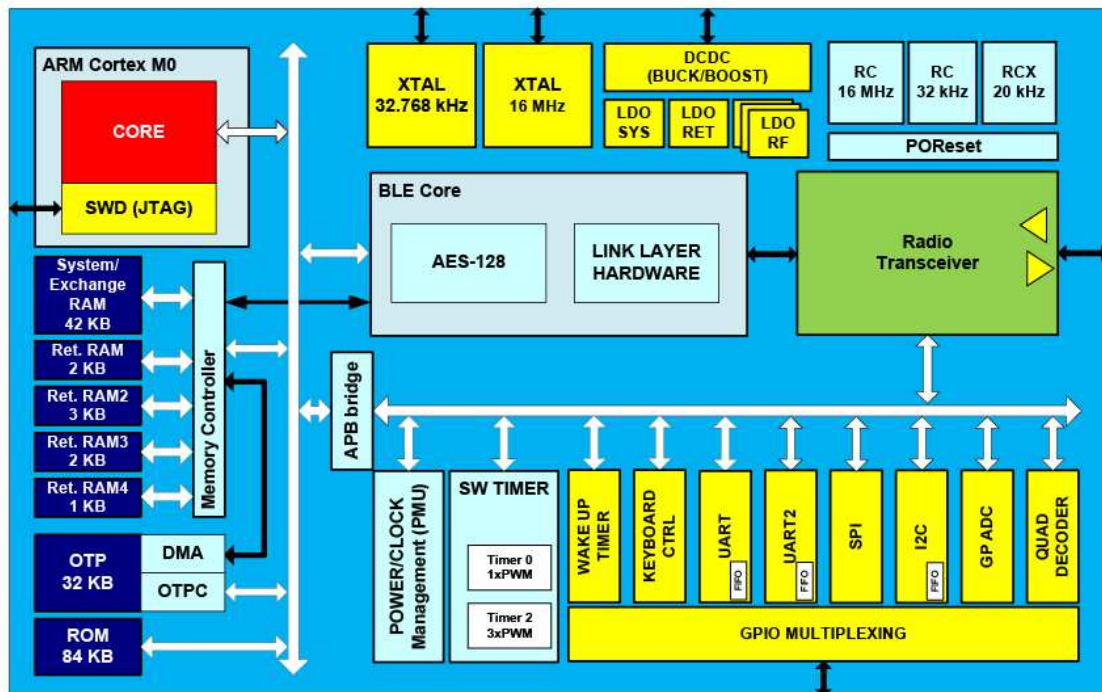 ARM Cortex M0
CORE
SWD (JTAG)
XTAL
32.768 kHz
XTAL
16 MHz
DCDC
(BUCK/BOOST)
LDO
SYS
LDO
RET
LDO
RF
RC
16 MHz
RC
32 kHz
RCX
20 kHz
POReset
BLE Core
AES-128
LINK LAYER
HARDWARE
Radio
Transceiver
System/
Exchange
RAM
42 KB
Ret. RAM
2 KB
Ret. RAM2
3 KB
Ret. RAM3
2 KB
Ret. RAM4
1 KB
Memory Controller
OTP
32 KB
DMA
OTPC
ROM
84 KB
APB bridge
POWER/CLOCK
Management (PMU)
SW TIMER
Timer 0
1xPWM
Timer 2
3xPWM
WAKE UP
TIMER
KEYBOARD
CTRL
UART
FIFO
UART2
FIFO
SPI
I2C
FIFO
GP ADC
QUAD
DECODER
GPIO MULTIPLEXING